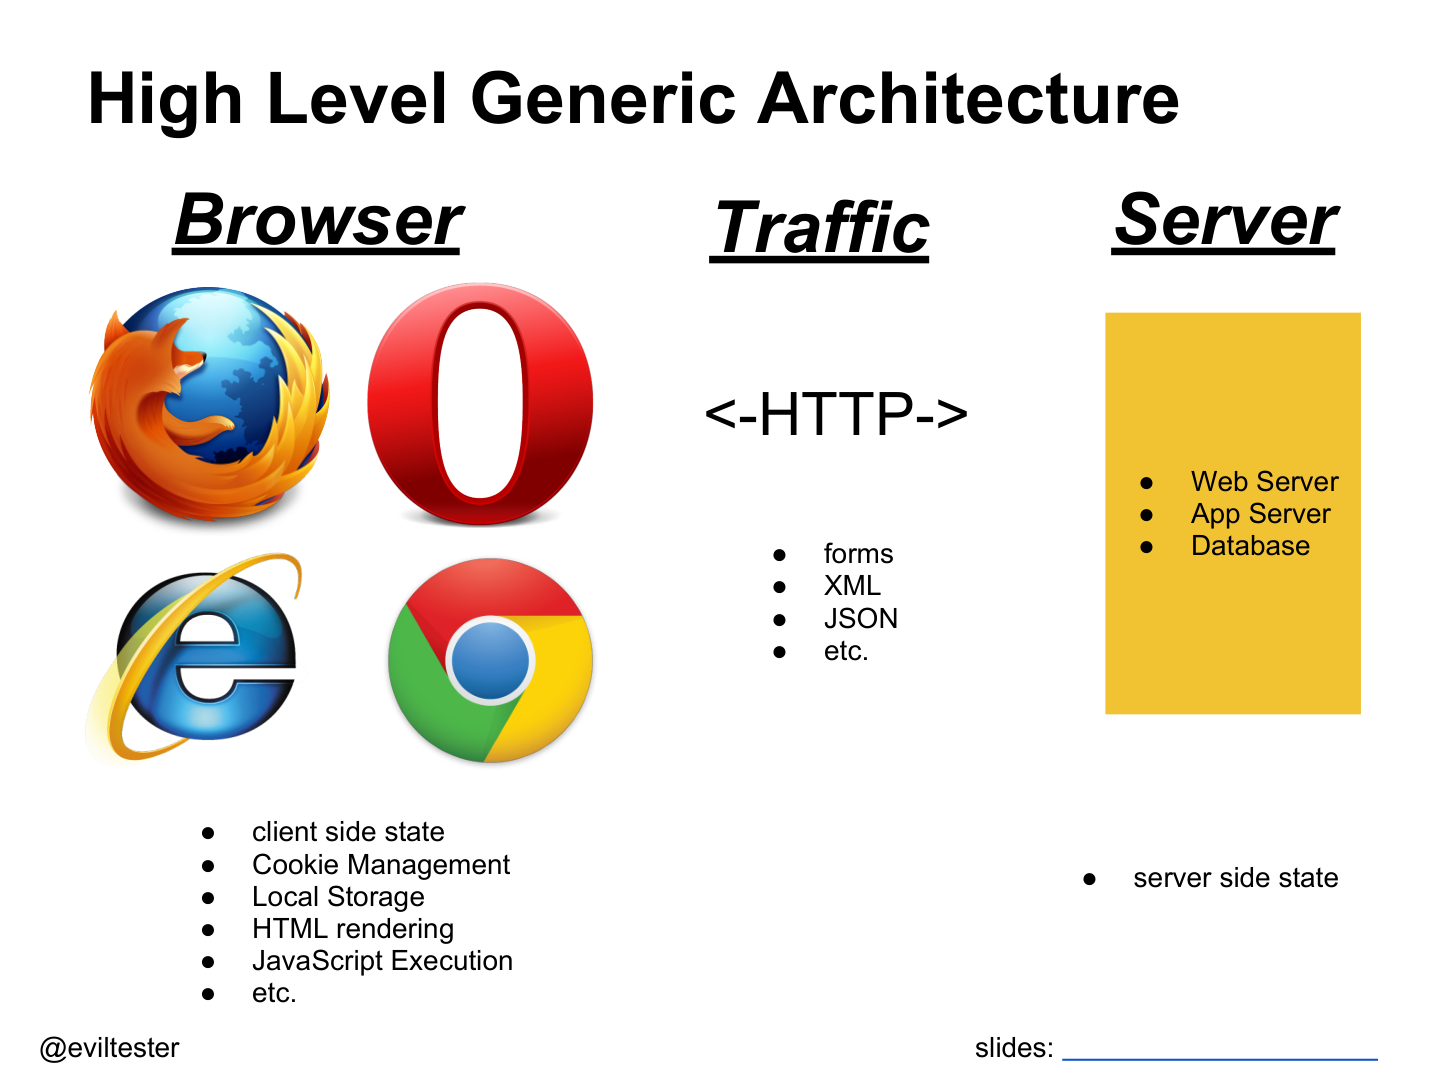 High Level Generic Architecture
Browser
Traffic
Server
<-HTTP->
● forms
● XML
● JSON
● etc.
● Web Server
● App Server
● Database
● client side state
● Cookie Management
● Local Storage
● HTML rendering
● JavaScript Execution
● etc.
● server side state
@eviltester
slides: